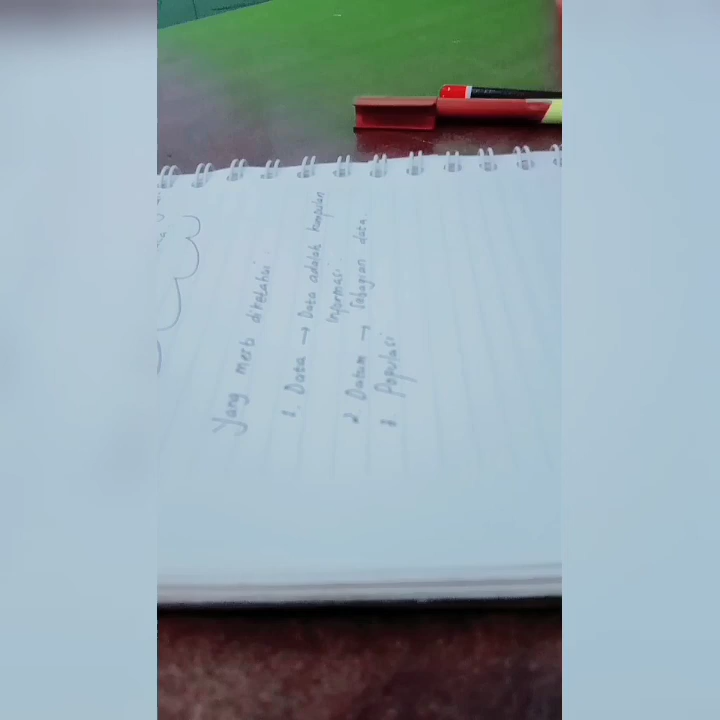 Yang mesti diketahui.
1. Data → Data adalah kumpulan
informasi.
2 Datum → sebagian data
3. Populasi